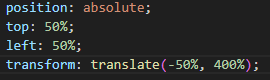 position: absolute;
top: 50%;
left: 50%;
transform: translate(-50%, 400%);